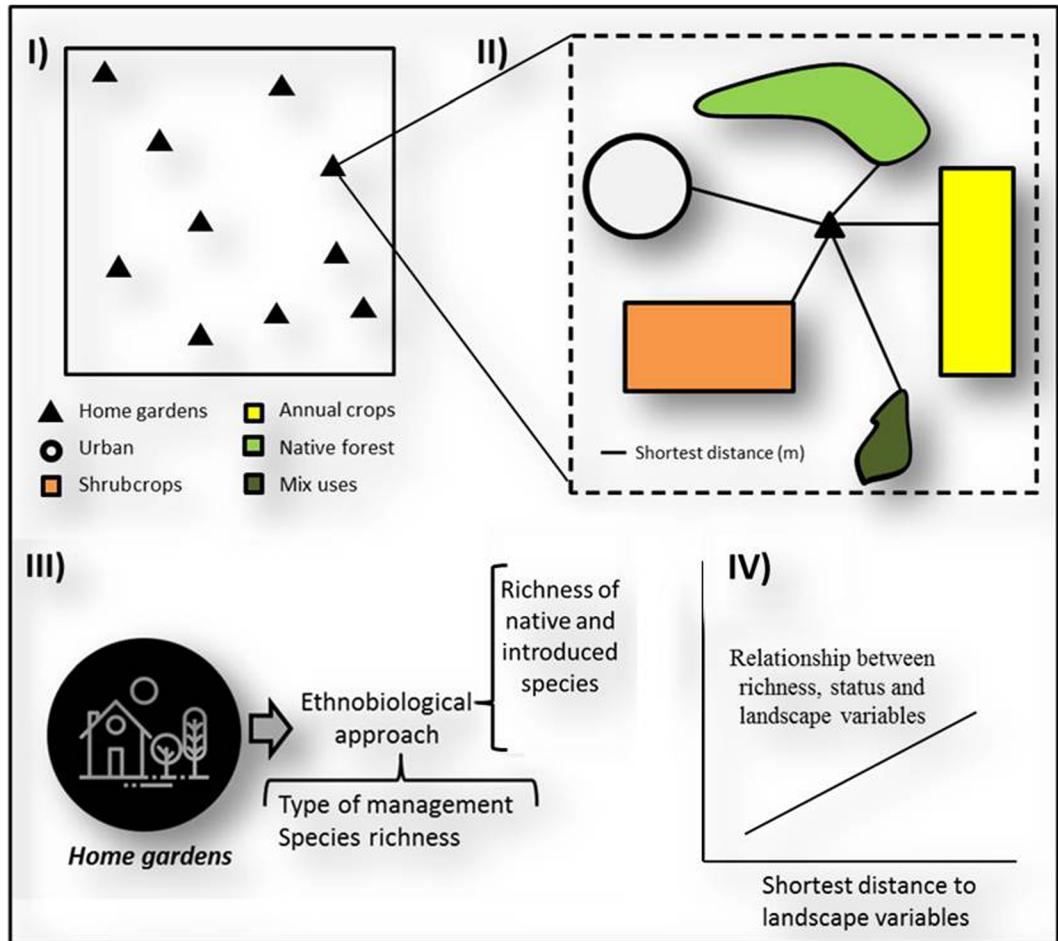 I)
II)
Home gardens
Urban
Shrubcrops
Annual crops
Native forest
Mix uses
Shortest distance (m)
III)
Home gardens
Ethnobiological
approach
Richness of
native and
introduced
species
Type of management
Species richness
IV)
Relationship between
richness, status and
landscape variables
Shortest distance to
landscape variables